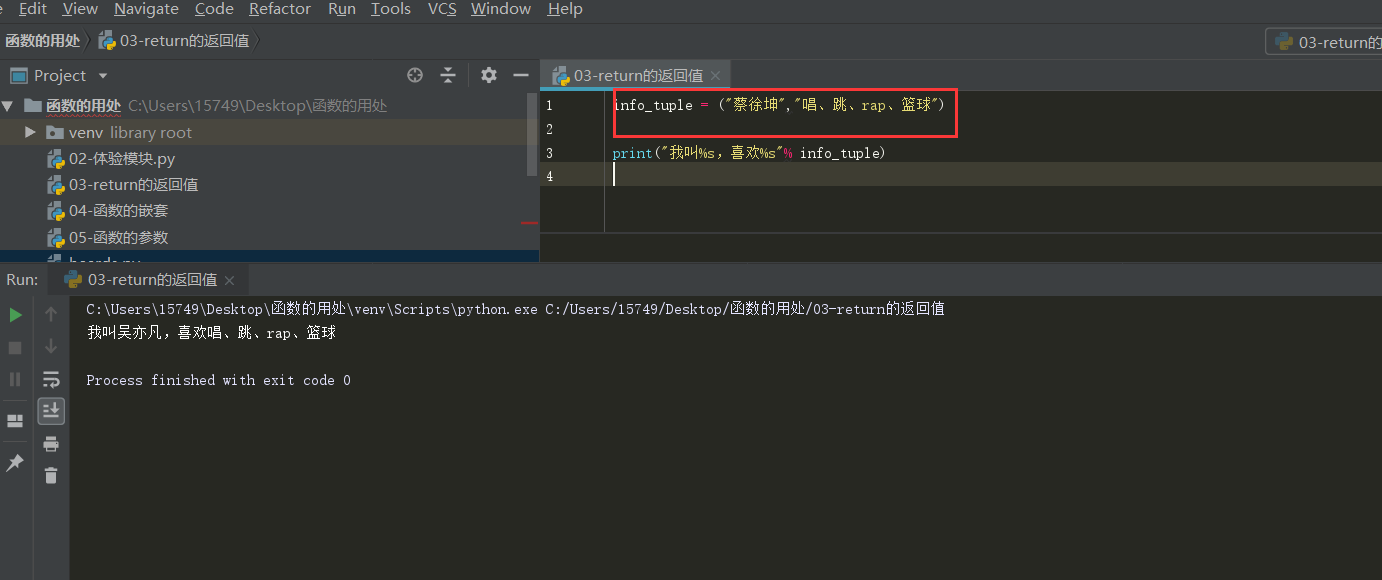 Edit View Navigate Code Refactor Run Tools VCS Window Help
函数的用处 03-return的返回值
03-return的
Project
03-return的返回值
函数的用处 C:\Users\15749\Desktop\函数的用处
venv library root
02-体验模块.py
03-return的返回值
04-函数的嵌套
05-函数的参数
1 info_tuple = ("蔡徐坤","唱、跳、rap、篮球")
2
3 print("我叫%s，喜欢%s"% info_tuple)
4
Run: 03-return的返回值
C:\Users\15749\Desktop\函数的用处\venv\Scripts\python.exe C:/Users/15749/Desktop/函数的用处/03-return的返回值
我叫吴亦凡，喜欢唱、跳、rap、篮球
Process finished with exit code 0